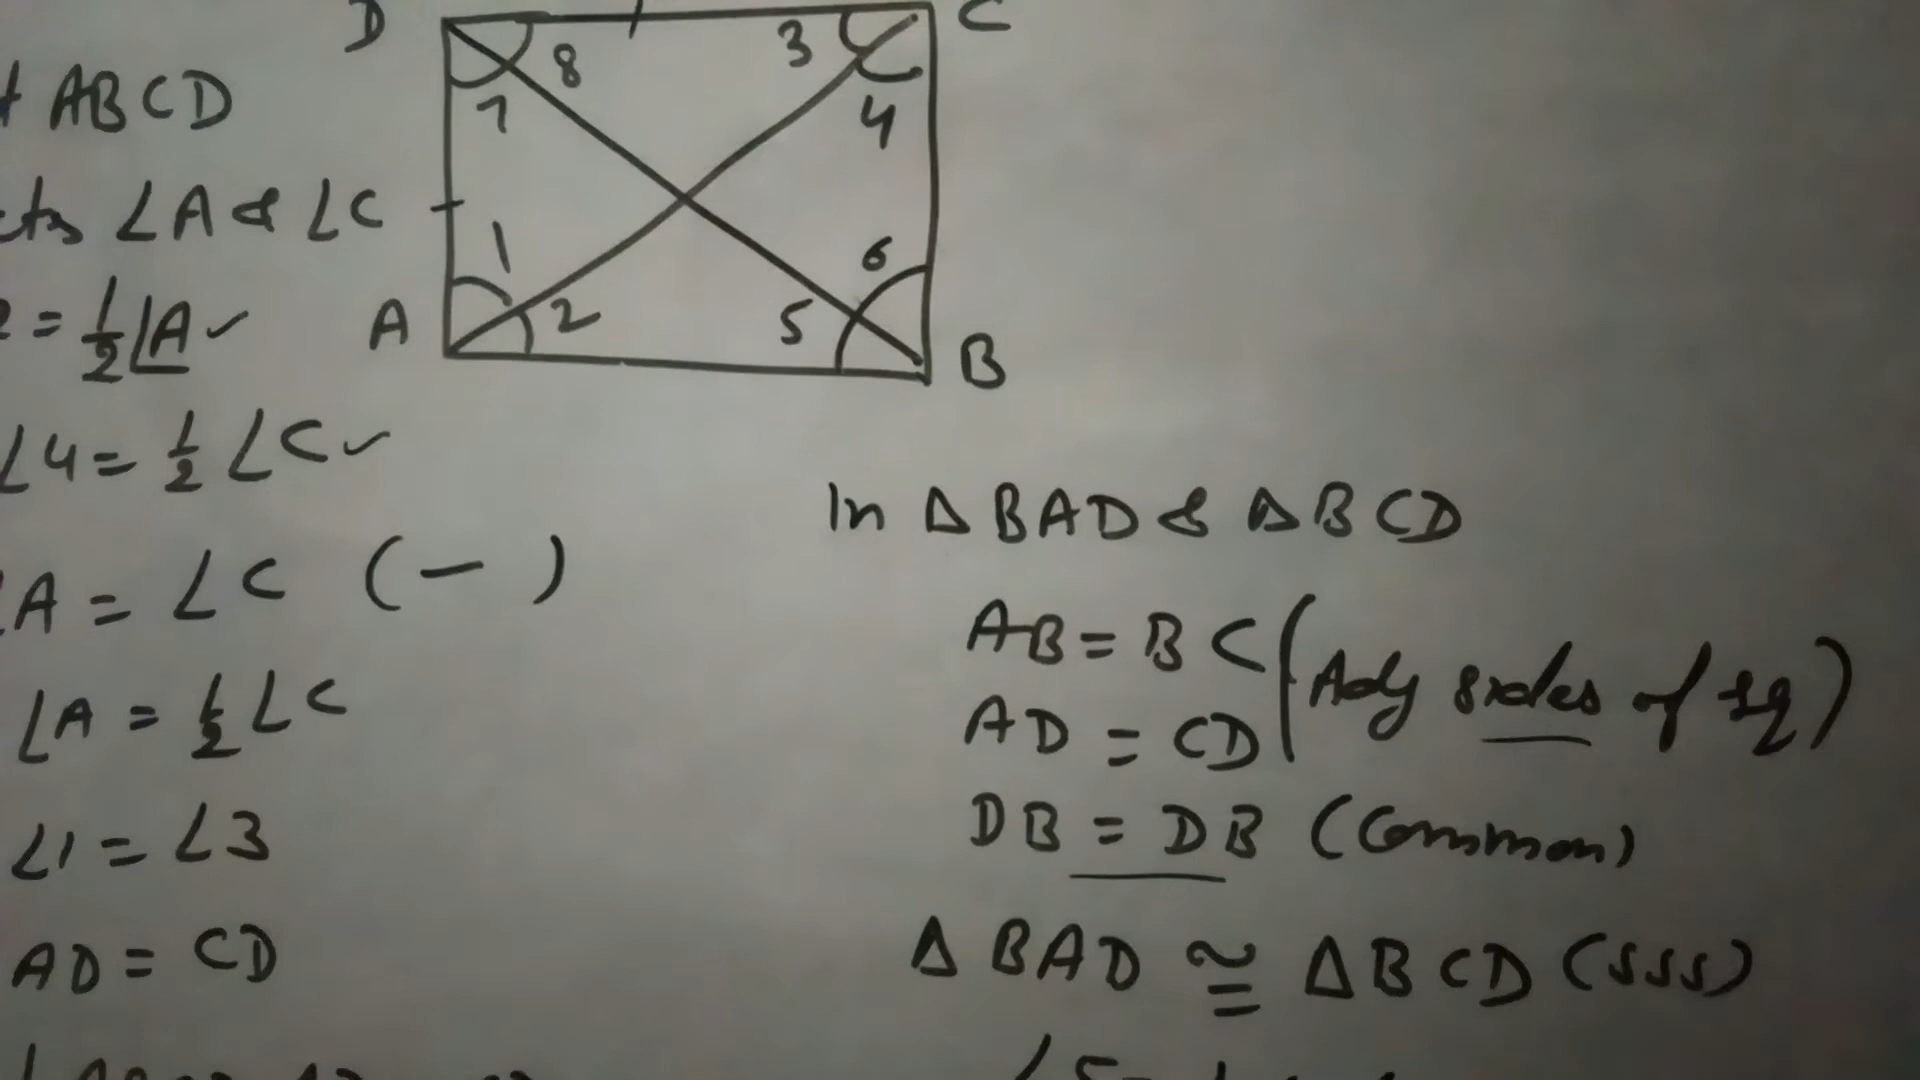 D
C
8
3
7
4
ABCD
∠A & ∠C
1
6
A
2
5
B
= 1/2 ∠A ✓
∠4 = 1/2 ∠C ✓
A = ∠C ( — )
∠A = 1/2 ∠C
∠1 = ∠3
AD = CD
In Δ BAD & Δ BCD
AB = BC (Adj sides of sq)
AD = CD
DB = DB (Common)
Δ BAD ≅ Δ BCD (SSS)